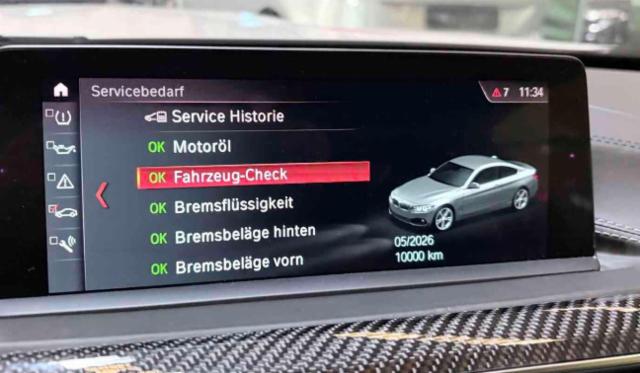 Servicebedarf
7 11:34
Service Historie
OK Motoröl
OK Fahrzeug-Check
OK Bremsflüssigkeit
OK Bremsbeläge hinten
OK Bremsbeläge vorn
05/2026
10000 km